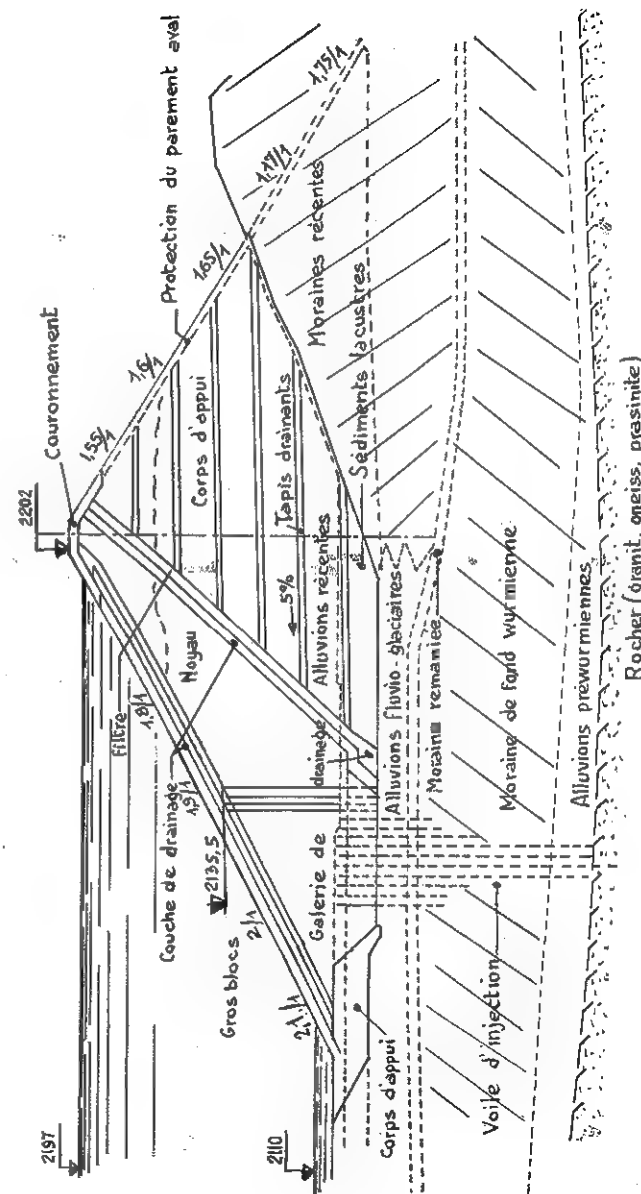 2202
Couronnement
Protection du parement aval
2197
1,55/1
1,6/1
1,65/1
1,17/1
1,75/1
Filtre
1,8/1
Couche de drainage
1,9/1
Noyau
Corps d'appui
2135,5
Gros blocs
2/1
2,1/1
5%
Tapis drainants
Moraines récentes
2110
Galerie de
drainage
Alluvions récentes
Sédiments lacustres
Corps d'appui
Alluvions fluvio-glaciaires
Moraine remaniée
Voile d'injection
Moraine de fond wurmienne
Alluvions prewurmiennes
Rocher (granit, gneiss, prasinite)